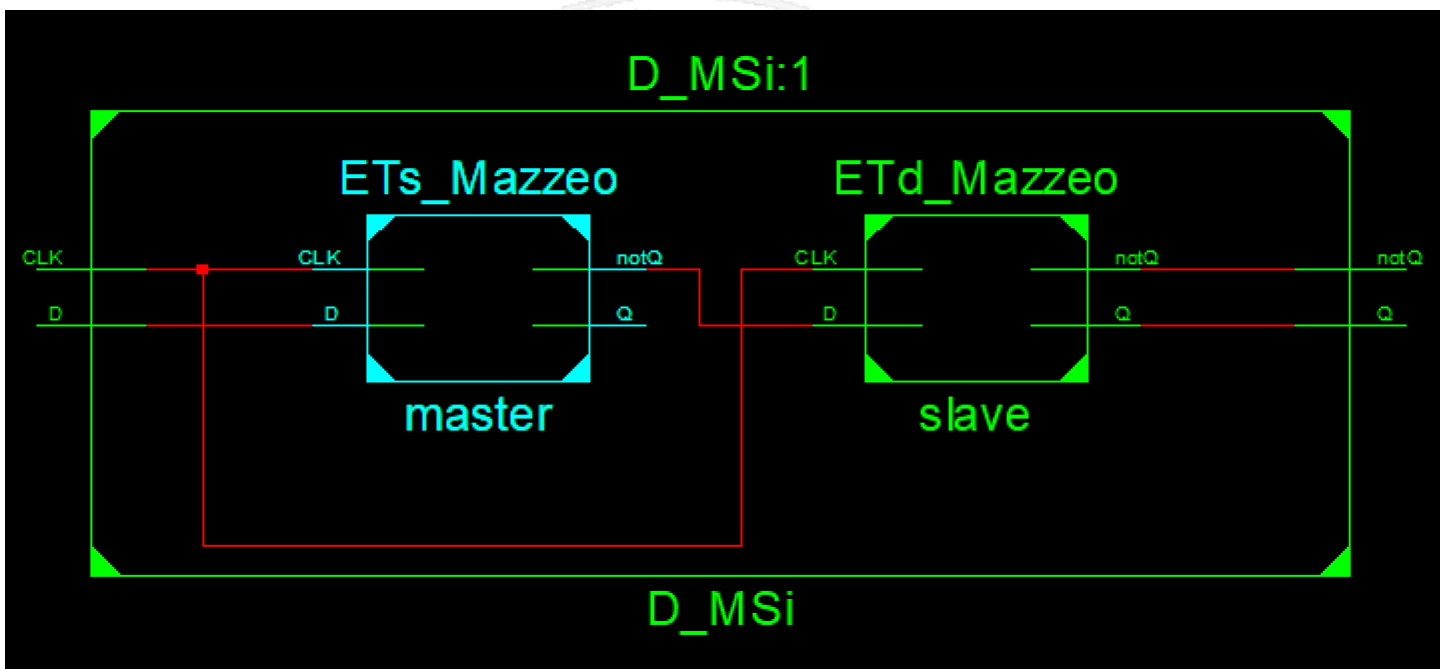 D_MSi:1
ETs_Mazzeo ETd_Mazzeo
CLK CLK notQ CLK notQ notQ
D D Q D Q Q
master slave
D_MSi